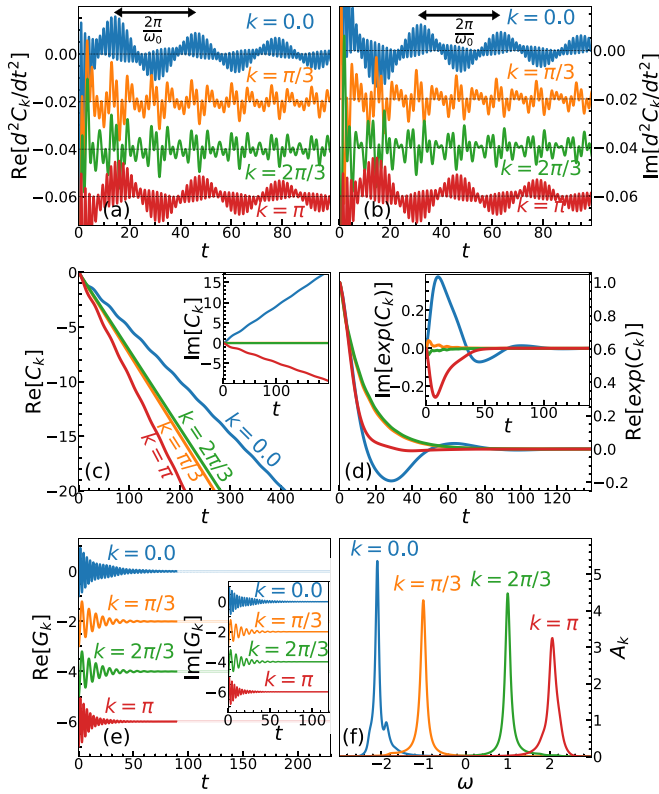 2π/ω₀
k = 0.0
k = π/3
k = 2π/3
k = π
0.00
−0.02
−0.04
−0.06
Re[d²C_k/dt²]
(a)
0 20 40 60 80
t
2π/ω₀
k = 0.0
k = π/3
k = 2π/3
k = π
0.00
−0.02
−0.04
−0.06
Im[d²C_k/dt²]
(b)
0 20 40 60 80
t
0
−5
−10
−15
−20
Re[C_k]
15
10
5
0
−5
Im[C_k]
0 100
t
k = 0.0
k = 2π/3
k = π/3
k = π
(c)
0 100 200 300 400
t
Im[exp(C_k)]
0.2
0.0
−0.2
0 50 100
t
1.0
0.8
0.6
0.4
0.2
0.0
−0.2
Re[exp(C_k)]
(d)
0 20 40 60 80 100 120
t
0
−2
−4
−6
Re[G_k]
k = 0.0
k = π/3
k = 2π/3
k = π
Im[G_k]
0
−2
−4
−6
k = 0.0
k = π/3
k = 2π/3
k = π
0 50 100
t
(e)
0 50 100 150 200
t
k = 0.0
k = π/3
k = 2π/3
k = π
5
4
3
2
1
0
A_k
(f)
−2 −1 0 1 2
ω